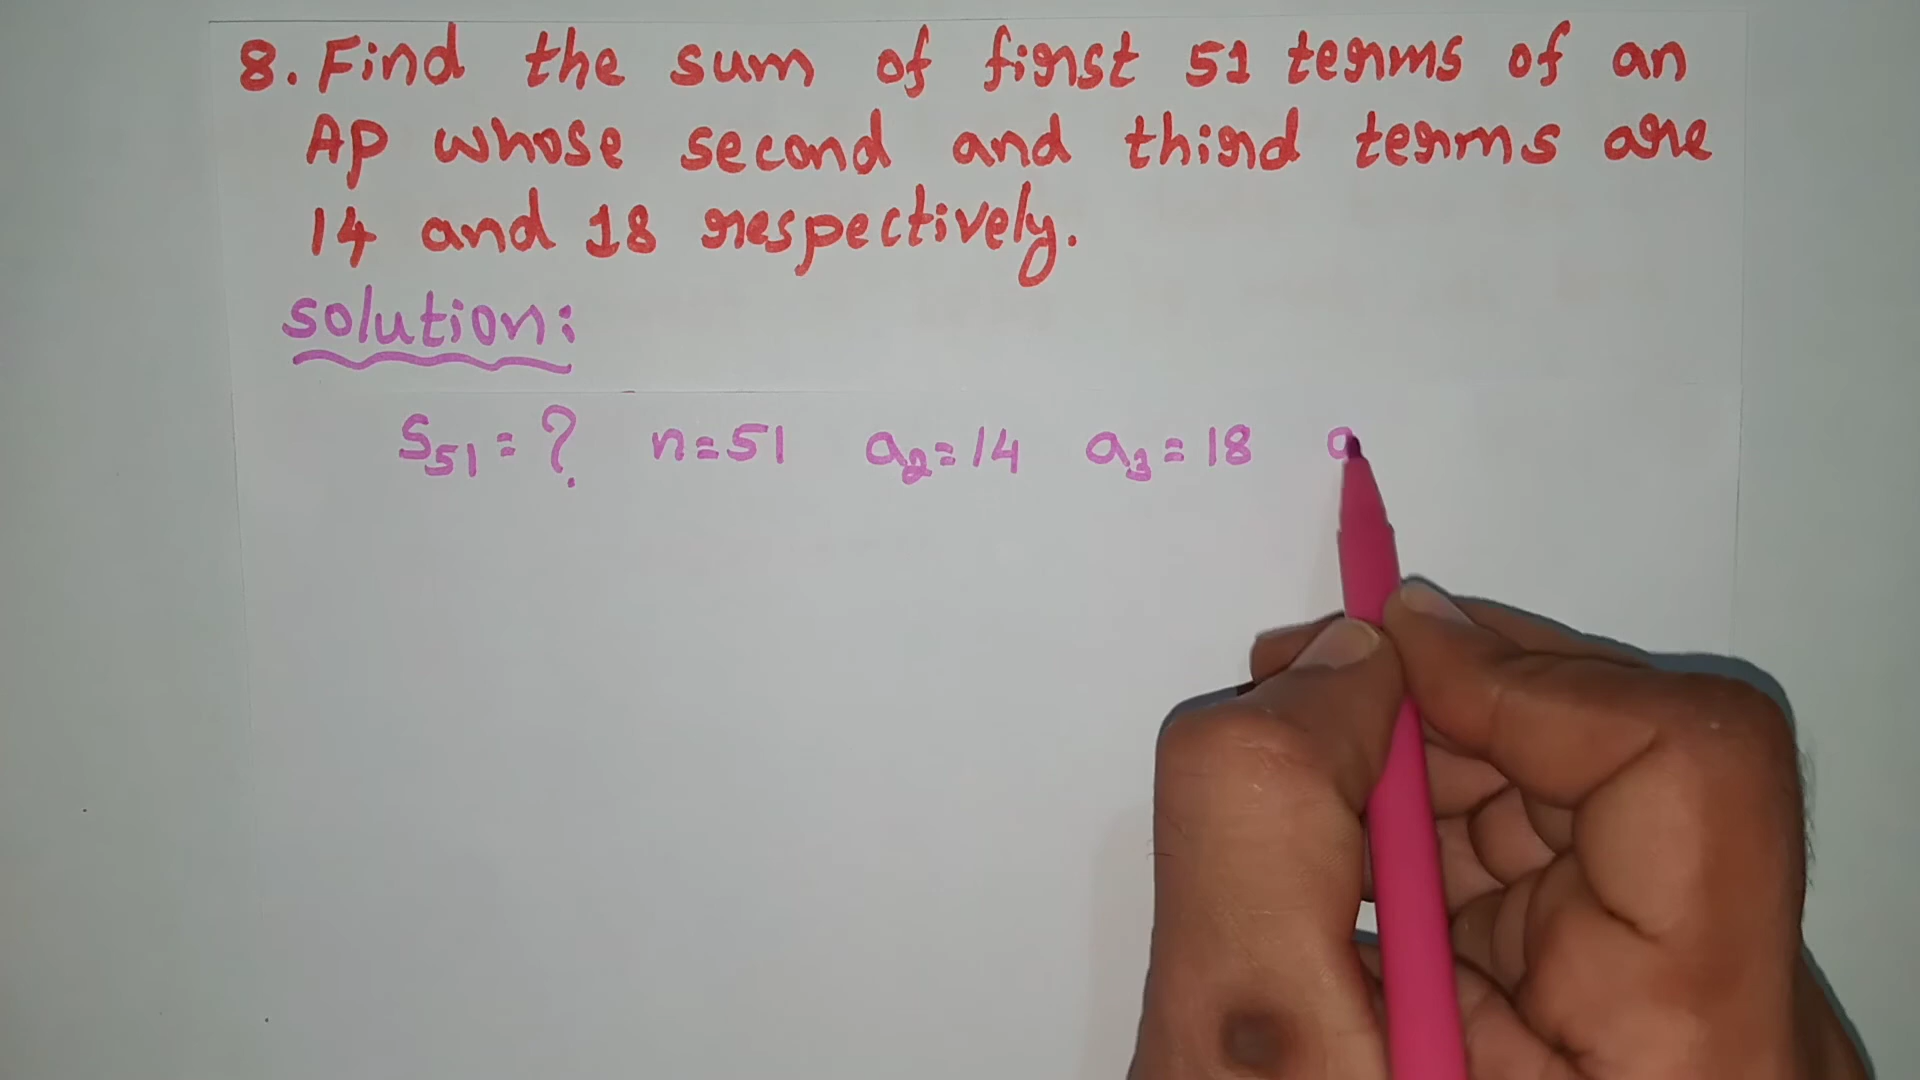 8. Find the sum of first 51 terms of an
AP whose second and third terms are
14 and 18 respectively.
solution:
S₅₁ = ? n=51 a₂=14 a₃=18 a